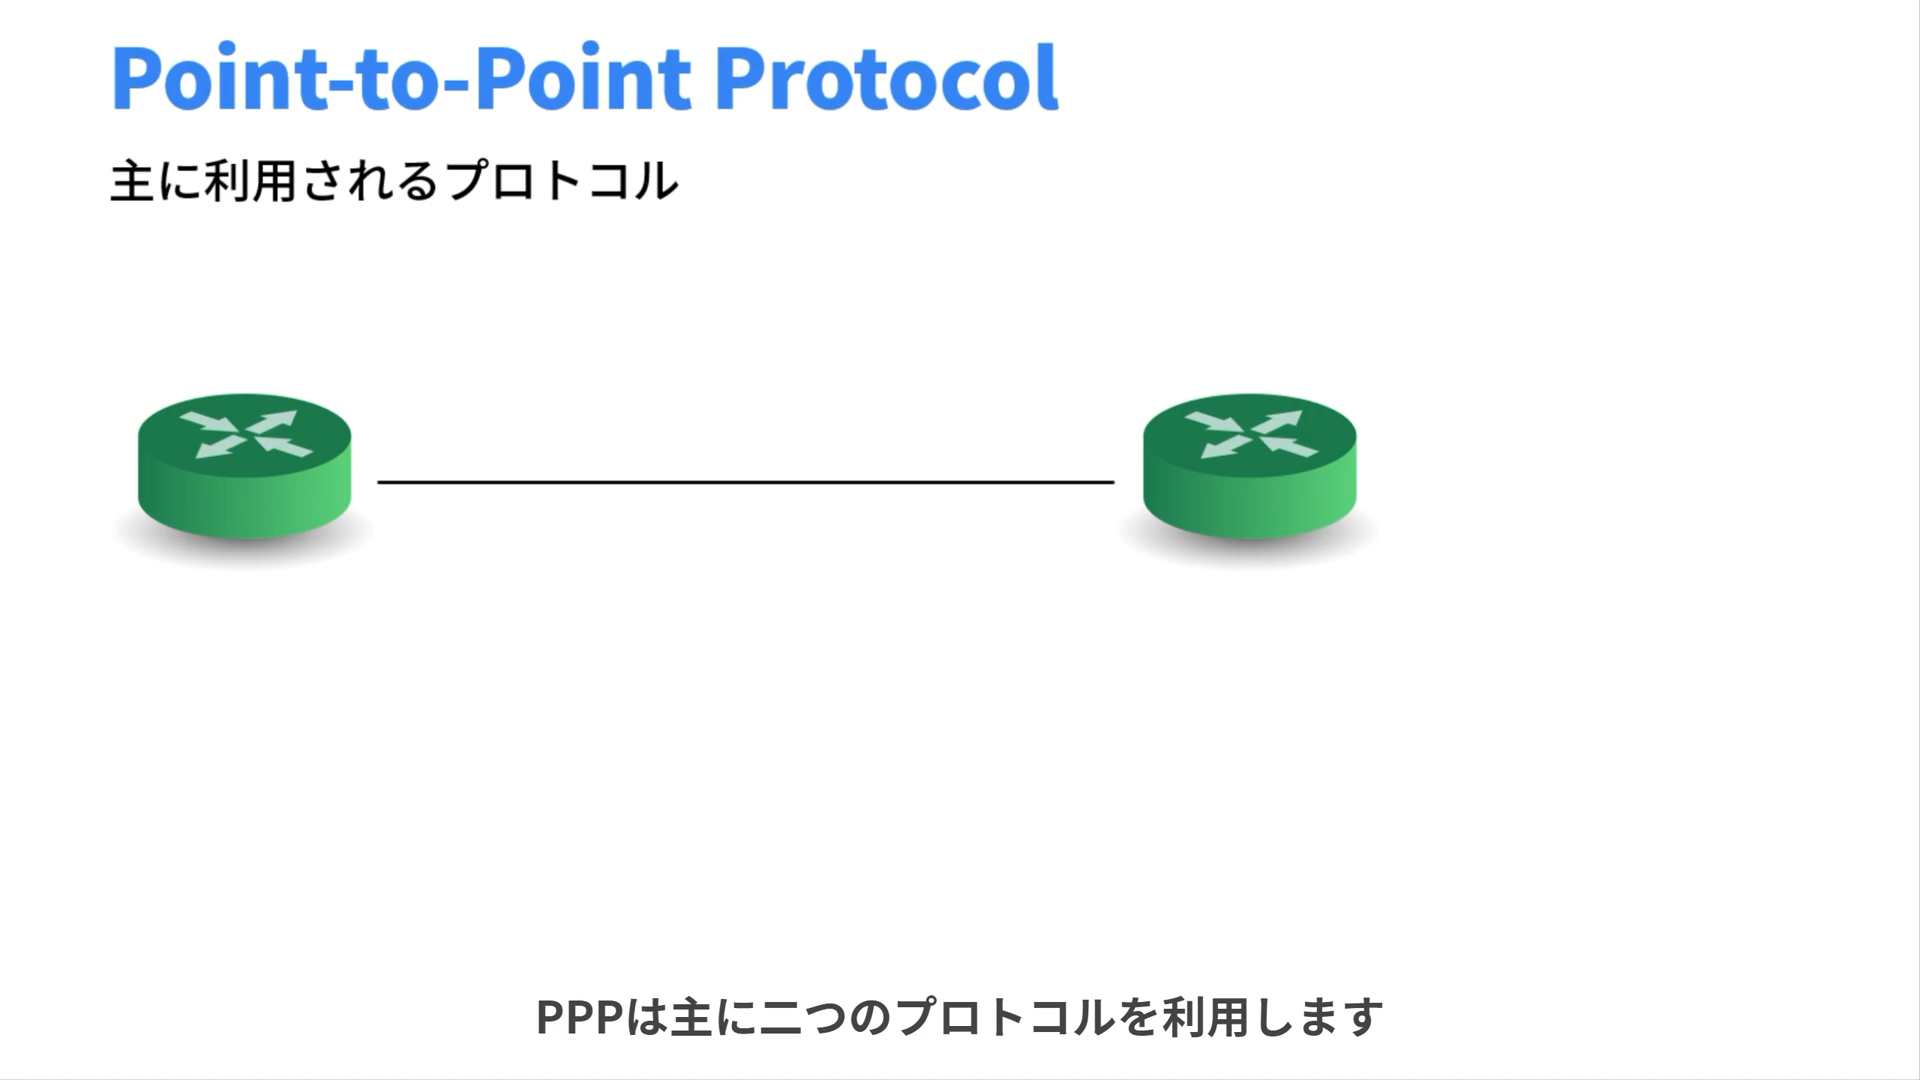 Point-to-Point Protocol
主に利用されるプロトコル
PPPは主に二つのプロトコルを利用します